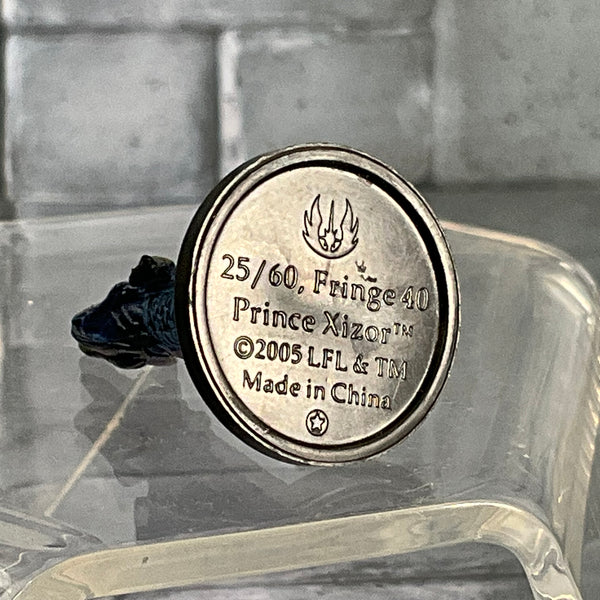 25/60, Fringe 40
Prince Xizor™
©2005 LFL & TM
Made in China